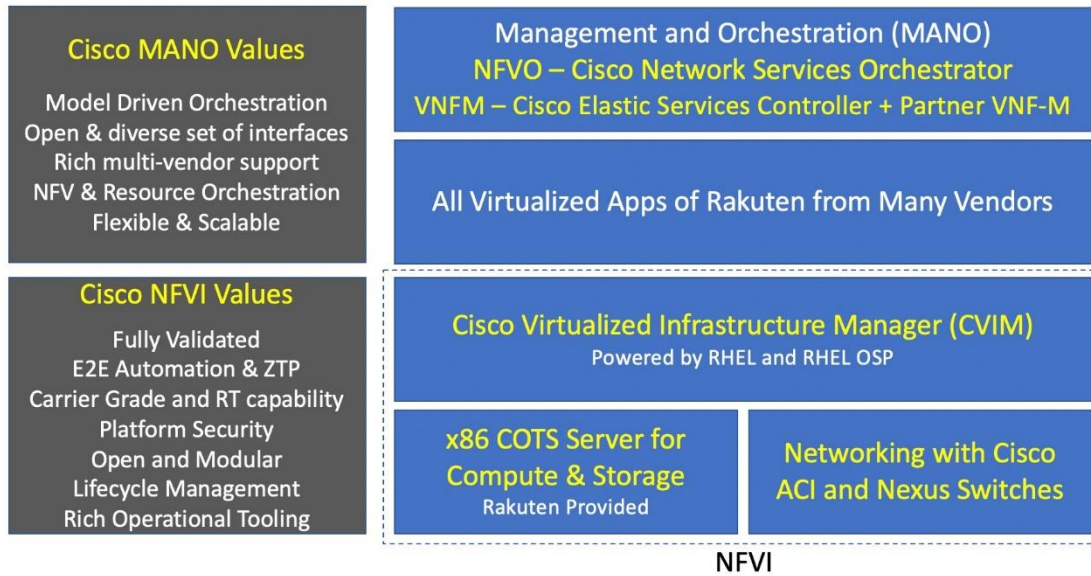 Cisco MANO Values
Model Driven Orchestration
Open & diverse set of interfaces
Rich multi-vendor support
NFV & Resource Orchestration
Flexible & Scalable
Cisco NFVI Values
Fully Validated
E2E Automation & ZTP
Carrier Grade and RT capability
Platform Security
Open and Modular
Lifecycle Management
Rich Operational Tooling
Management and Orchestration (MANO)
NFVO – Cisco Network Services Orchestrator
VNFM – Cisco Elastic Services Controller + Partner VNF-M
All Virtualized Apps of Rakuten from Many Vendors
Cisco Virtualized Infrastructure Manager (CVIM)
Powered by RHEL and RHEL OSP
x86 COTS Server for
Compute & Storage
Rakuten Provided
Networking with Cisco
ACI and Nexus Switches
NFVI